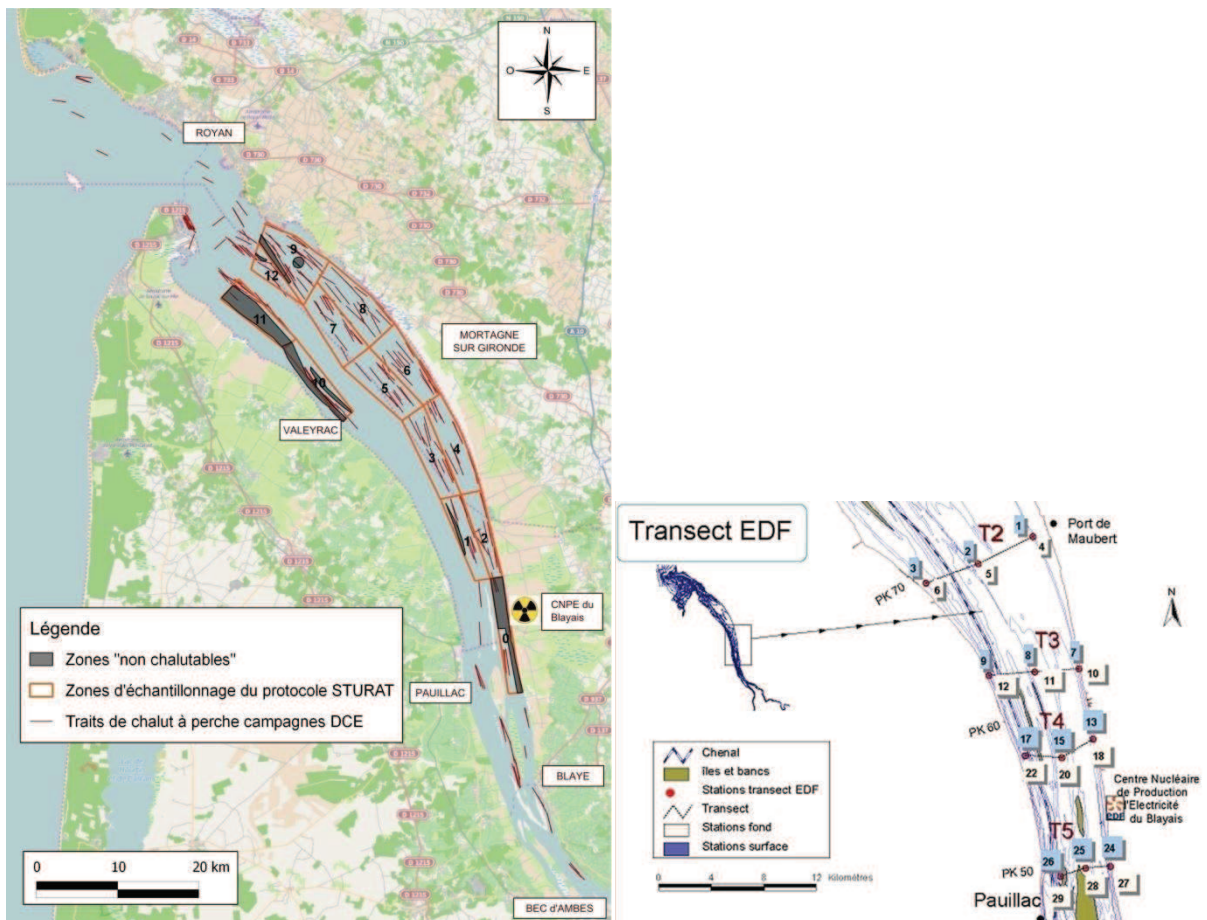 N
O
E
S
ROYAN
9
12
8
7
11
MORTAGNE
SUR GIRONDE
6
5
10
VALEYRAC
4
3
1
2
CNPE du
Blayais
0
Légende
Zones "non chalutables"
Zones d'échantillonnage du protocole STURAT
Traits de chalut à perche campagnes DCE
PAUILLAC
BLAYE
0
10
20 km
BEC d'AMBES
Transect EDF
T2
1
Port de
Maubert
4
2
5
3
6
PK 70
N
T3
9
8
7
12
11
10
PK 60
T4
17
15
13
22
20
18
Centre Nucléaire
de Production
d'Electricité
du Blayais
EDF
T5
26
25
24
PK 50
29
28
27
Pauillac
Chenal
îles et bancs
Stations transect EDF
Transect
Stations fond
Stations surface
0
4
8
12
Kilomètres